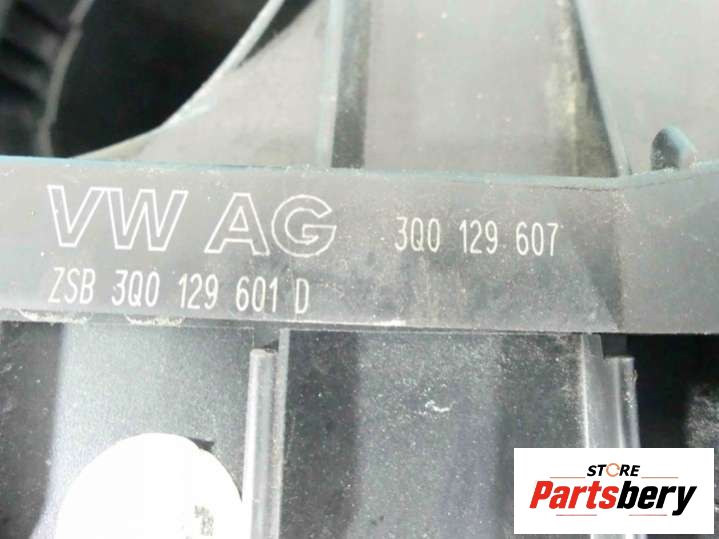 VW AG 3Q0 129 607
ZSB 3Q0 129 601 D
STORE
Partsbery